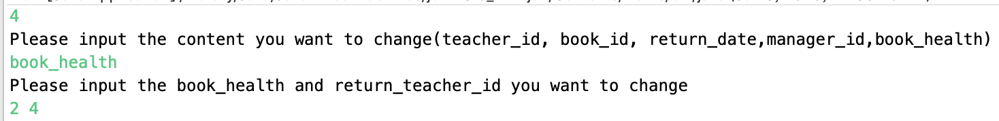 4
Please input the content you want to change(teacher_id, book_id, return_date,manager_id,book_health)
book_health
Please input the book_health and return_teacher_id you want to change
2 4